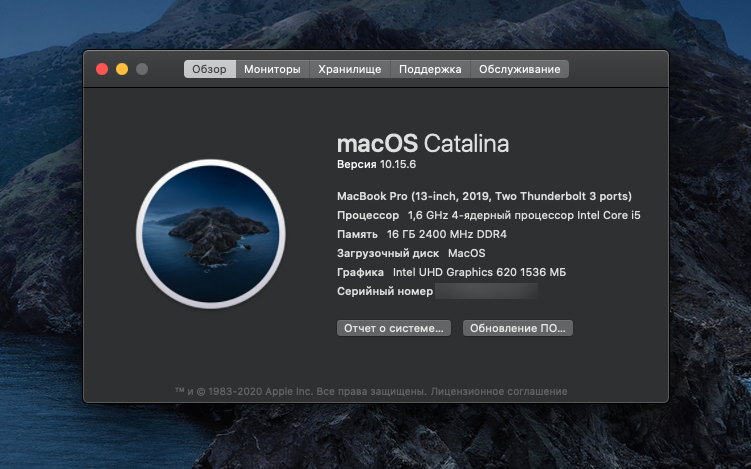 Обзор Мониторы Хранилище Поддержка Обслуживание
macOS Catalina
Версия 10.15.6
MacBook Pro (13-inch, 2019, Two Thunderbolt 3 ports)
Процессор 1,6 GHz 4-ядерный процессор Intel Core i5
Память 16 ГБ 2400 MHz DDR4
Загрузочный диск MacOS
Графика Intel UHD Graphics 620 1536 МБ
Серийный номер
Отчет о системе... Обновление ПО...
™ и © 1983-2020 Apple Inc. Все права защищены. Лицензионное соглашение